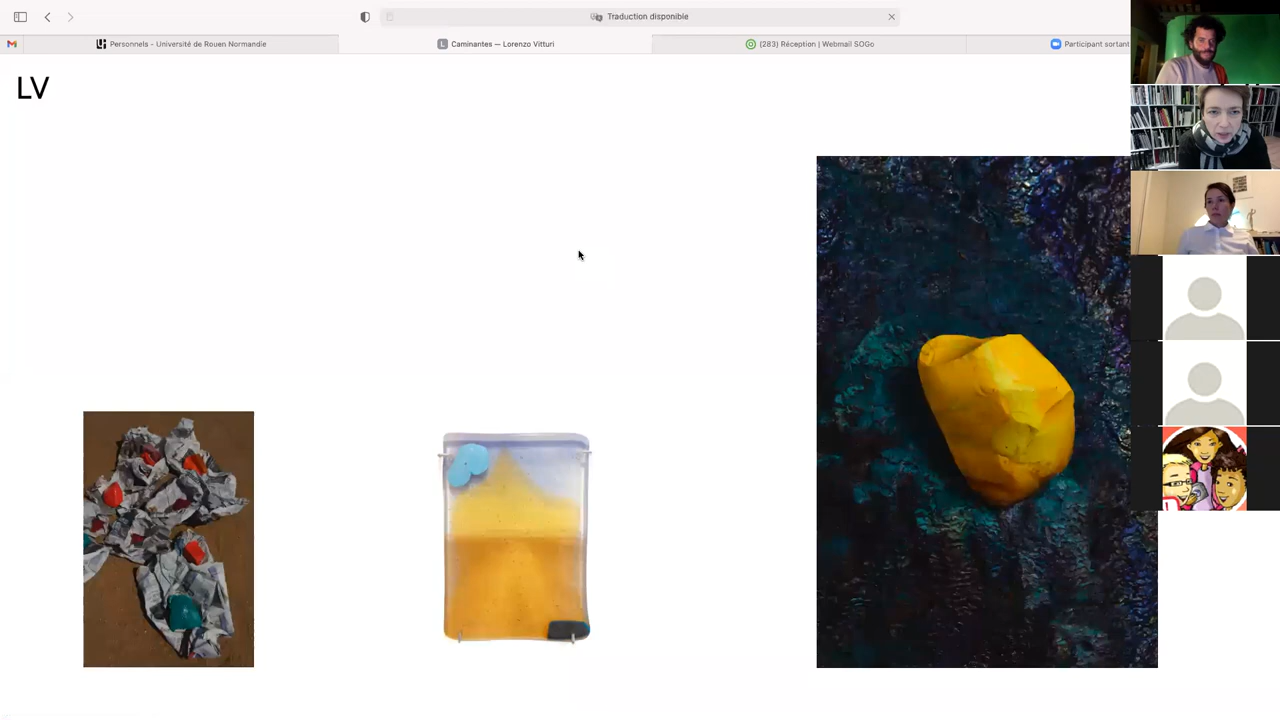 Traduction disponible
Personnels - Université de Rouen Normandie
L Caminantes — Lorenzo Vitturi
(283) Réception | Webmail SOGo
Participant sortant
LV